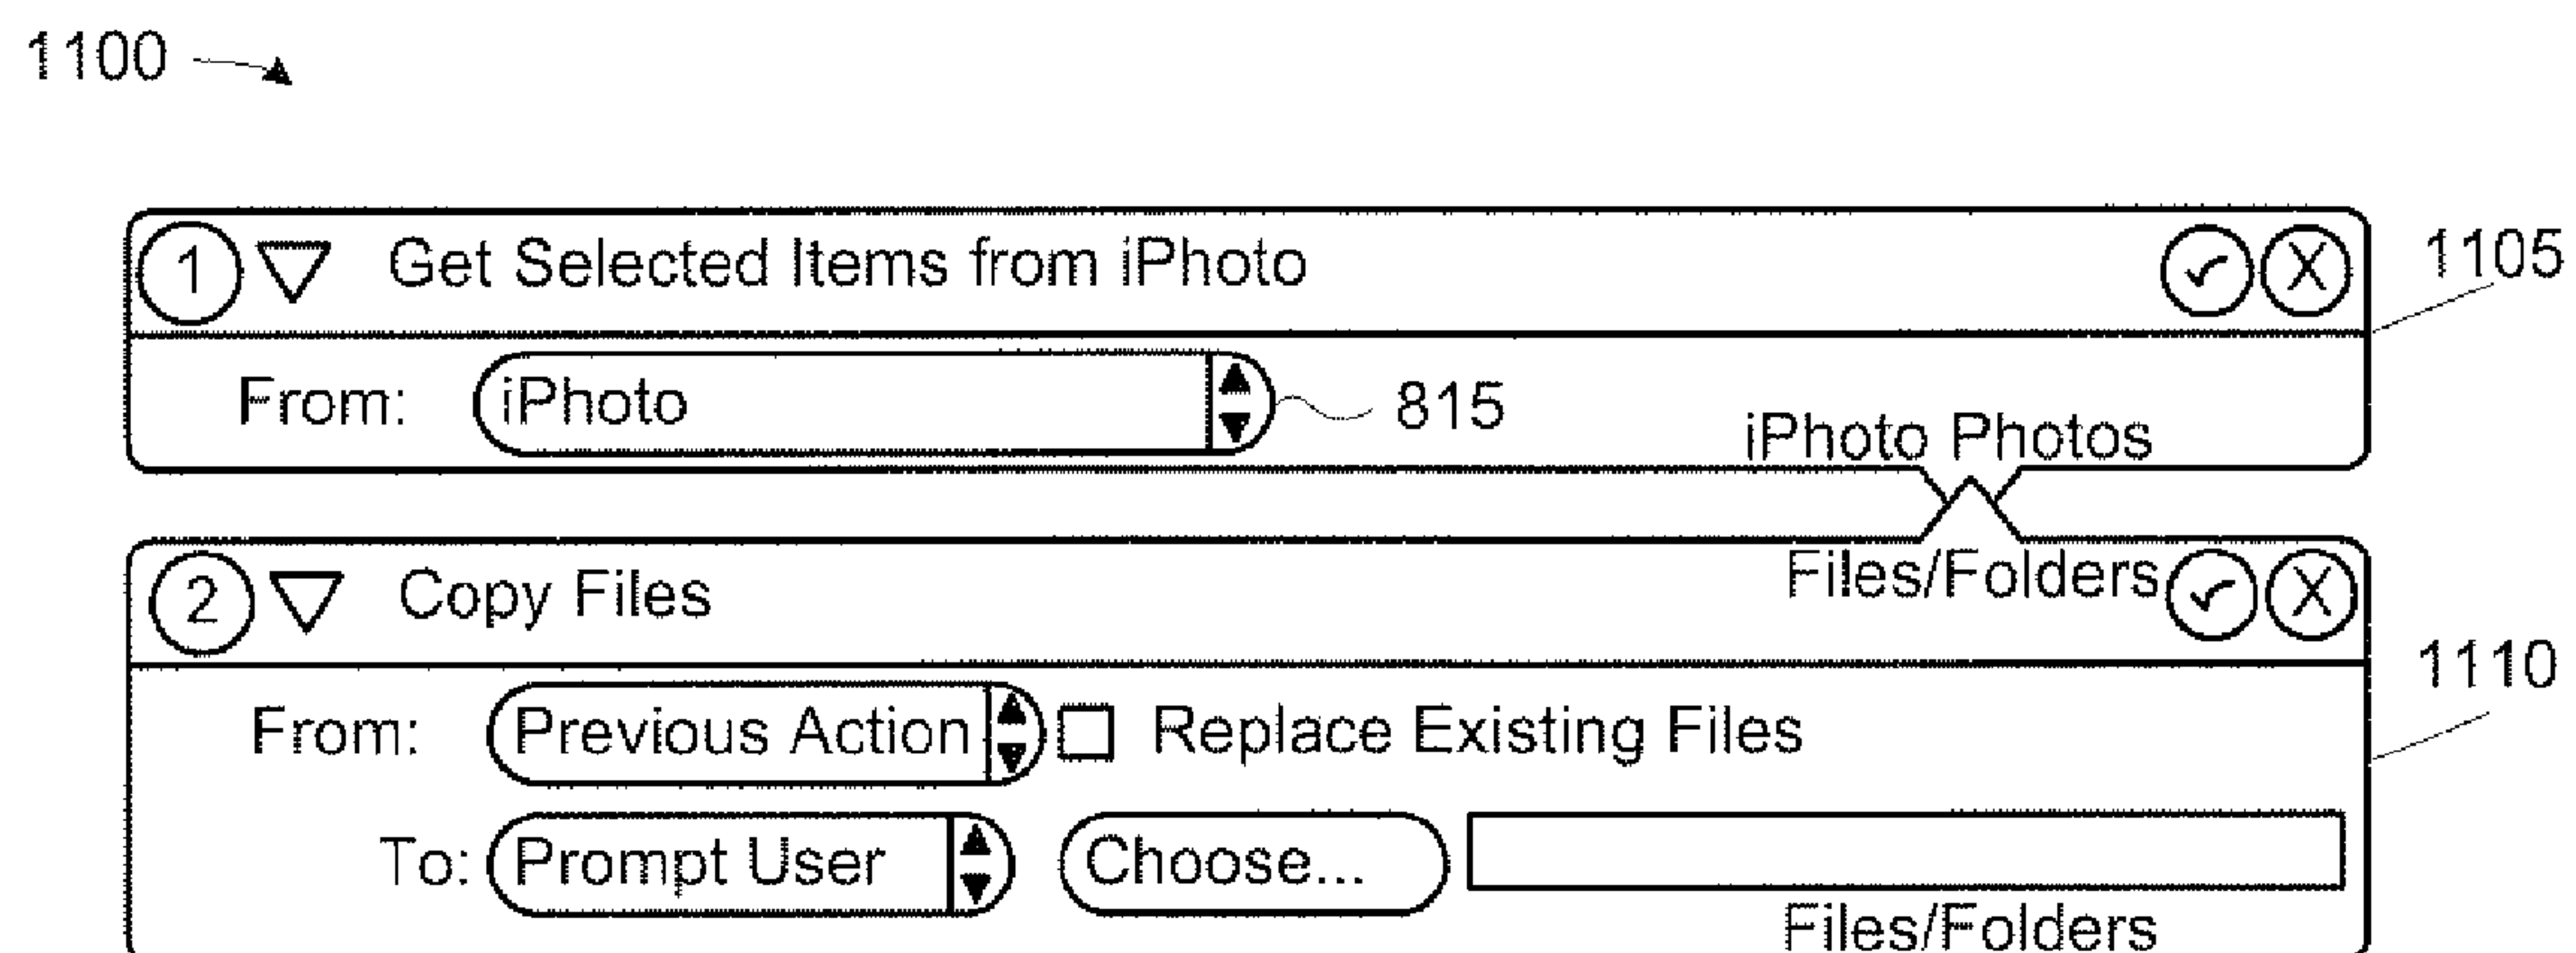 1100
1 Get Selected Items from iPhoto X
1105
From: iPhoto 815
iPhoto Photos
Files/Folders
2 Copy Files X
1110
From: Previous Action Replace Existing Files
To: Prompt User Choose...
Files/Folders